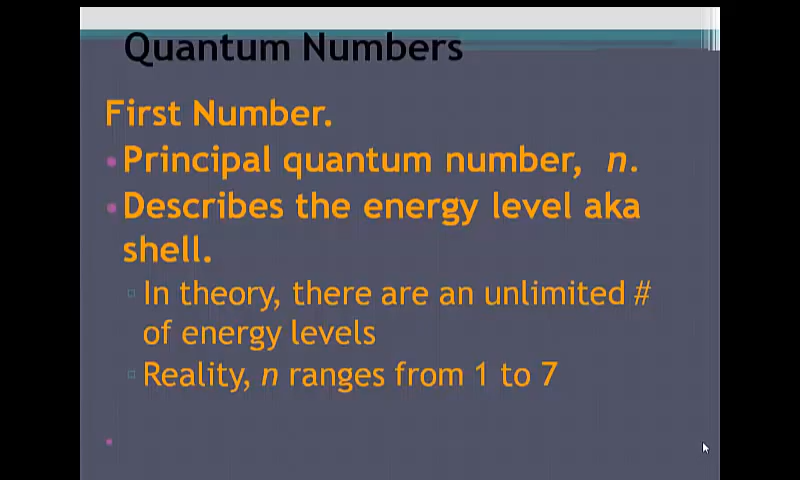 Quantum Numbers
First Number.
•Principal quantum number, n.
•Describes the energy level aka
shell.
▫ In theory, there are an unlimited #
of energy levels
▫ Reality, n ranges from 1 to 7
•